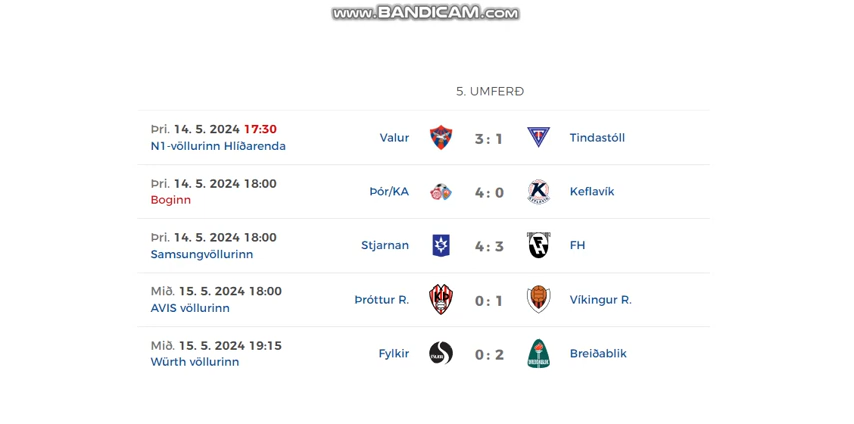 www.BANDICAM.com
5. UMFERÐ
Þri. 14. 5. 2024 17:30
N1-völlurinn Hlíðarenda
Valur 3 : 1 Tindastóll
Þri. 14. 5. 2024 18:00
Boginn
Þór/KA 4 : 0 Keflavík
Þri. 14. 5. 2024 18:00
Samsungvöllurinn
Stjarnan 4 : 3 FH
Mið. 15. 5. 2024 18:00
AVIS völlurinn
Þróttur R. 0 : 1 Víkingur R.
Mið. 15. 5. 2024 19:15
Würth völlurinn
Fylkir 0 : 2 Breiðablik